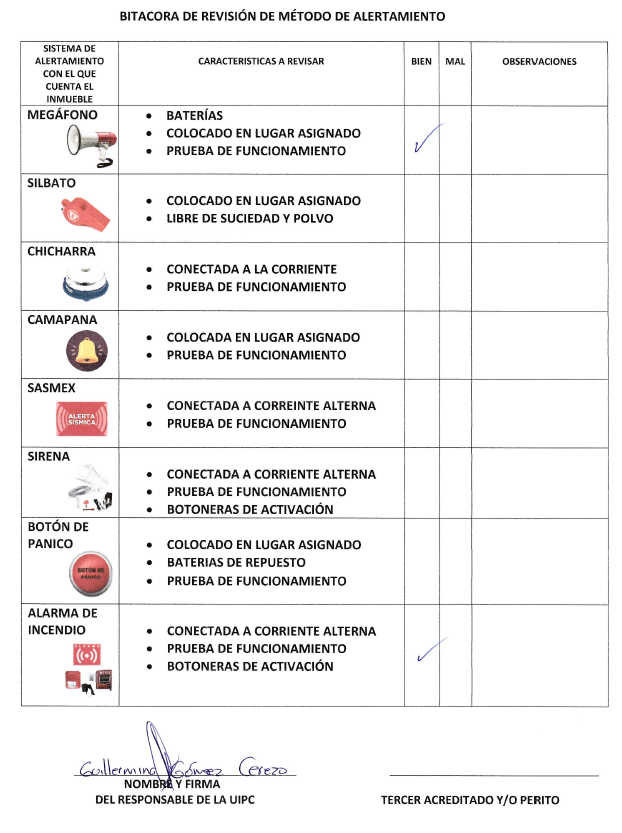 BITACORA DE REVISIÓN DE MÉTODO DE ALERTAMIENTO
SISTEMA DE
ALERTAMIENTO
CON EL QUE
CUENTA EL
INMUEBLE
CARACTERISTICAS A REVISAR
BIEN
MAL
OBSERVACIONES
MEGÁFONO
• BATERÍAS
• COLOCADO EN LUGAR ASIGNADO
• PRUEBA DE FUNCIONAMIENTO
✓
SILBATO
• COLOCADO EN LUGAR ASIGNADO
• LIBRE DE SUCIEDAD Y POLVO
CHICHARRA
• CONECTADA A LA CORRIENTE
• PRUEBA DE FUNCIONAMIENTO
CAMAPANA
• COLOCADA EN LUGAR ASIGNADO
• PRUEBA DE FUNCIONAMIENTO
SASMEX
ALERTA
SÍSMICA
• CONECTADA A CORREINTE ALTERNA
• PRUEBA DE FUNCIONAMIENTO
SIRENA
• CONECTADA A CORRIENTE ALTERNA
• PRUEBA DE FUNCIONAMIENTO
• BOTONERAS DE ACTIVACIÓN
BOTÓN DE
PANICO
BOTÓN DE
PANICO
• COLOCADO EN LUGAR ASIGNADO
• BATERIAS DE REPUESTO
• PRUEBA DE FUNCIONAMIENTO
ALARMA DE
INCENDIO
• CONECTADA A CORRIENTE ALTERNA
• PRUEBA DE FUNCIONAMIENTO
• BOTONERAS DE ACTIVACIÓN
✓
Guillermina Gómez Cerezo
NOMBRE Y FIRMA
DEL RESPONSABLE DE LA UIPC
TERCER ACREDITADO Y/O PERITO